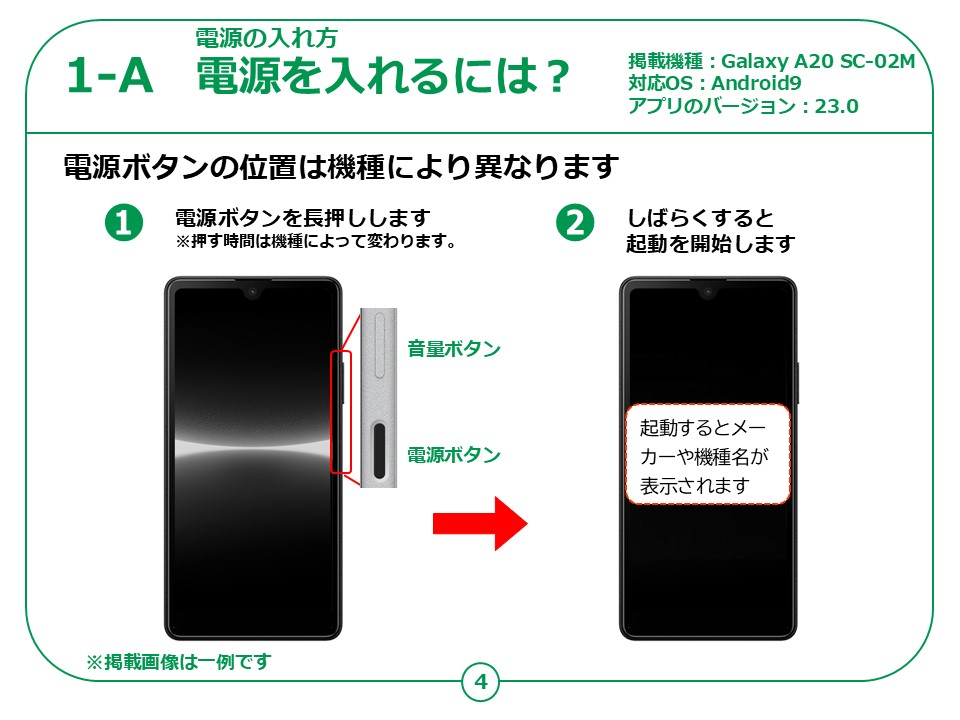 電源の入れ方
1-A 電源を入れるには？
掲載機種：Galaxy A20 SC-02M
対応OS：Android9
アプリのバージョン：23.0
電源ボタンの位置は機種により異なります
1 電源ボタンを長押しします
※押す時間は機種によって変わります。
音量ボタン
電源ボタン
2 しばらくすると
起動を開始します
起動するとメー
カーや機種名が
表示されます
※掲載画像は一例です
4